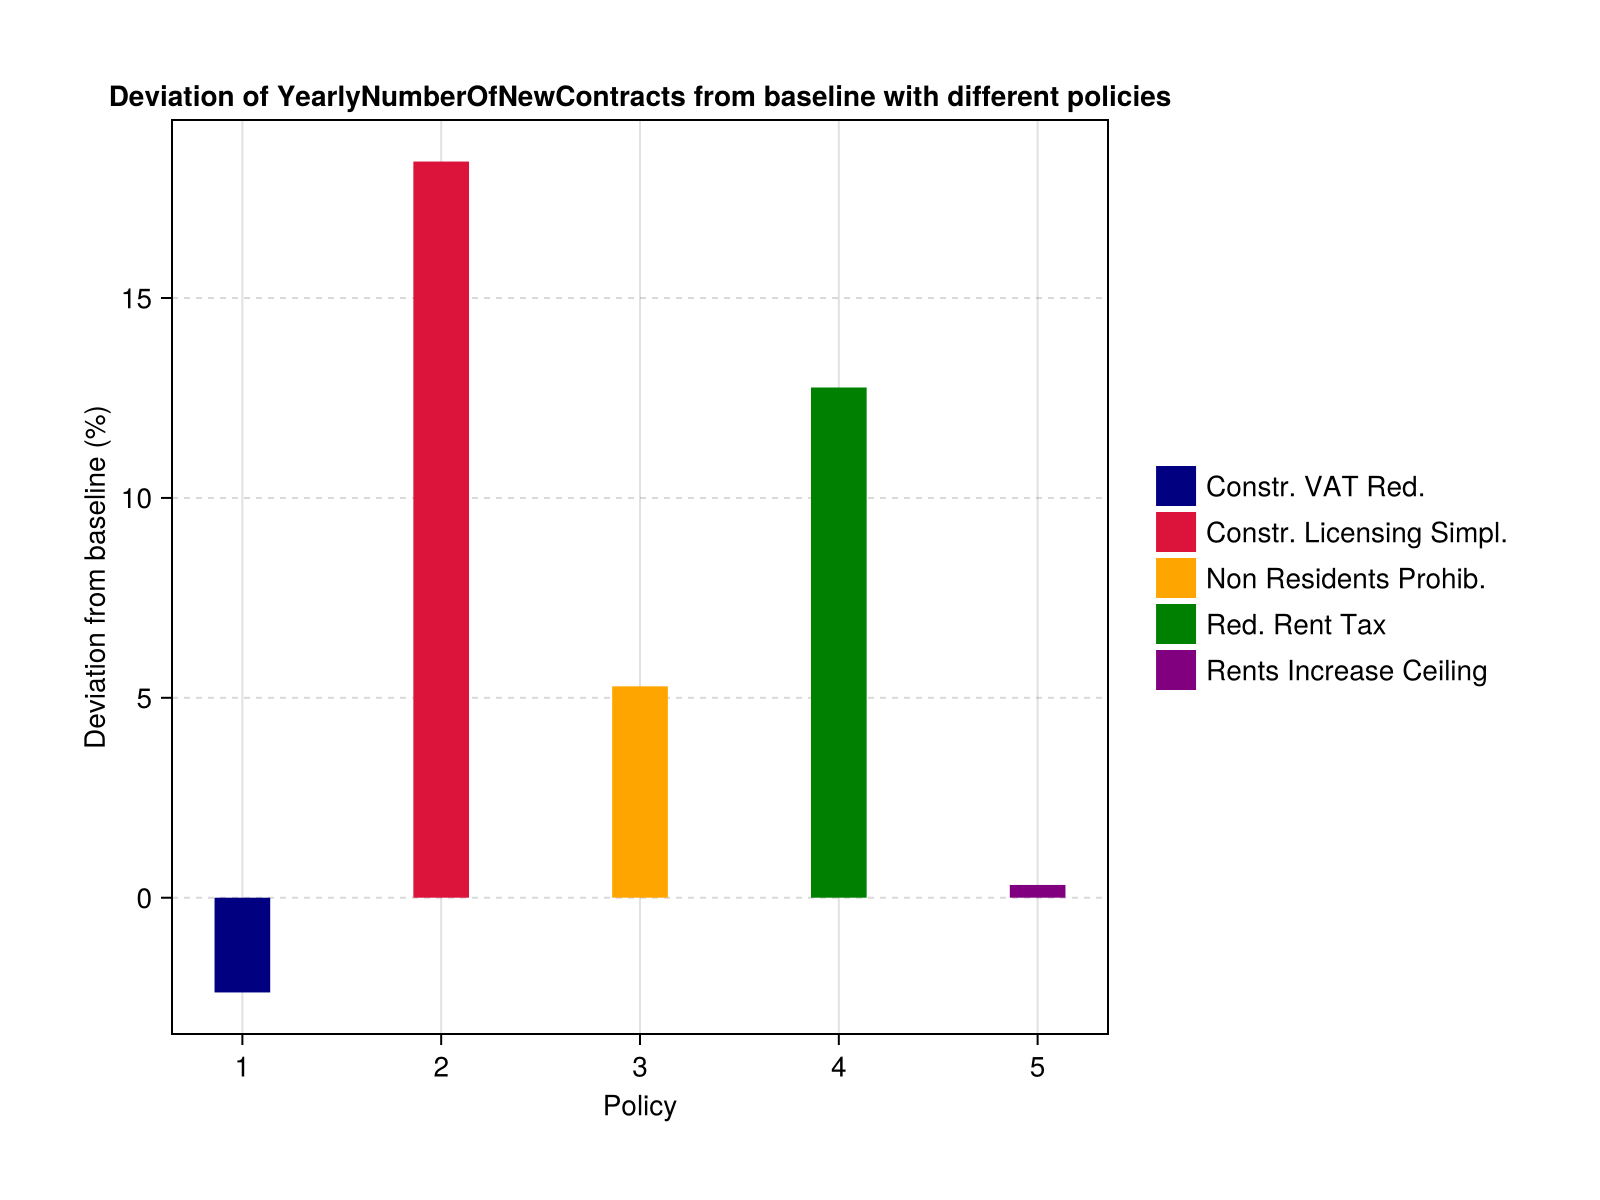 Deviation of YearlyNumberOfNewContracts from baseline with different policies
Deviation from baseline (%)
15
10
5
0
1 2 3 4 5
Policy
Constr. VAT Red.
Constr. Licensing Simpl.
Non Residents Prohib.
Red. Rent Tax
Rents Increase Ceiling